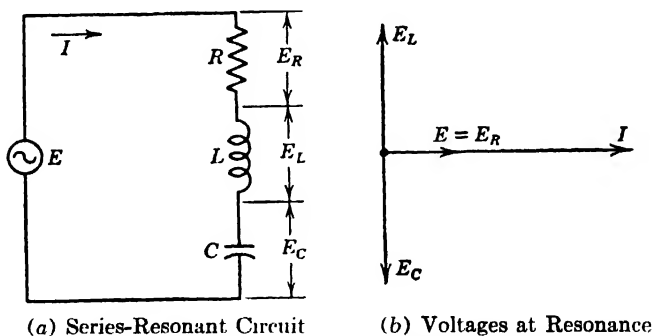 I
R
E_R
E
L
E_L
C
E_C
(a) Series-Resonant Circuit
E_L
E = E_R
I
E_C
(b) Voltages at Resonance